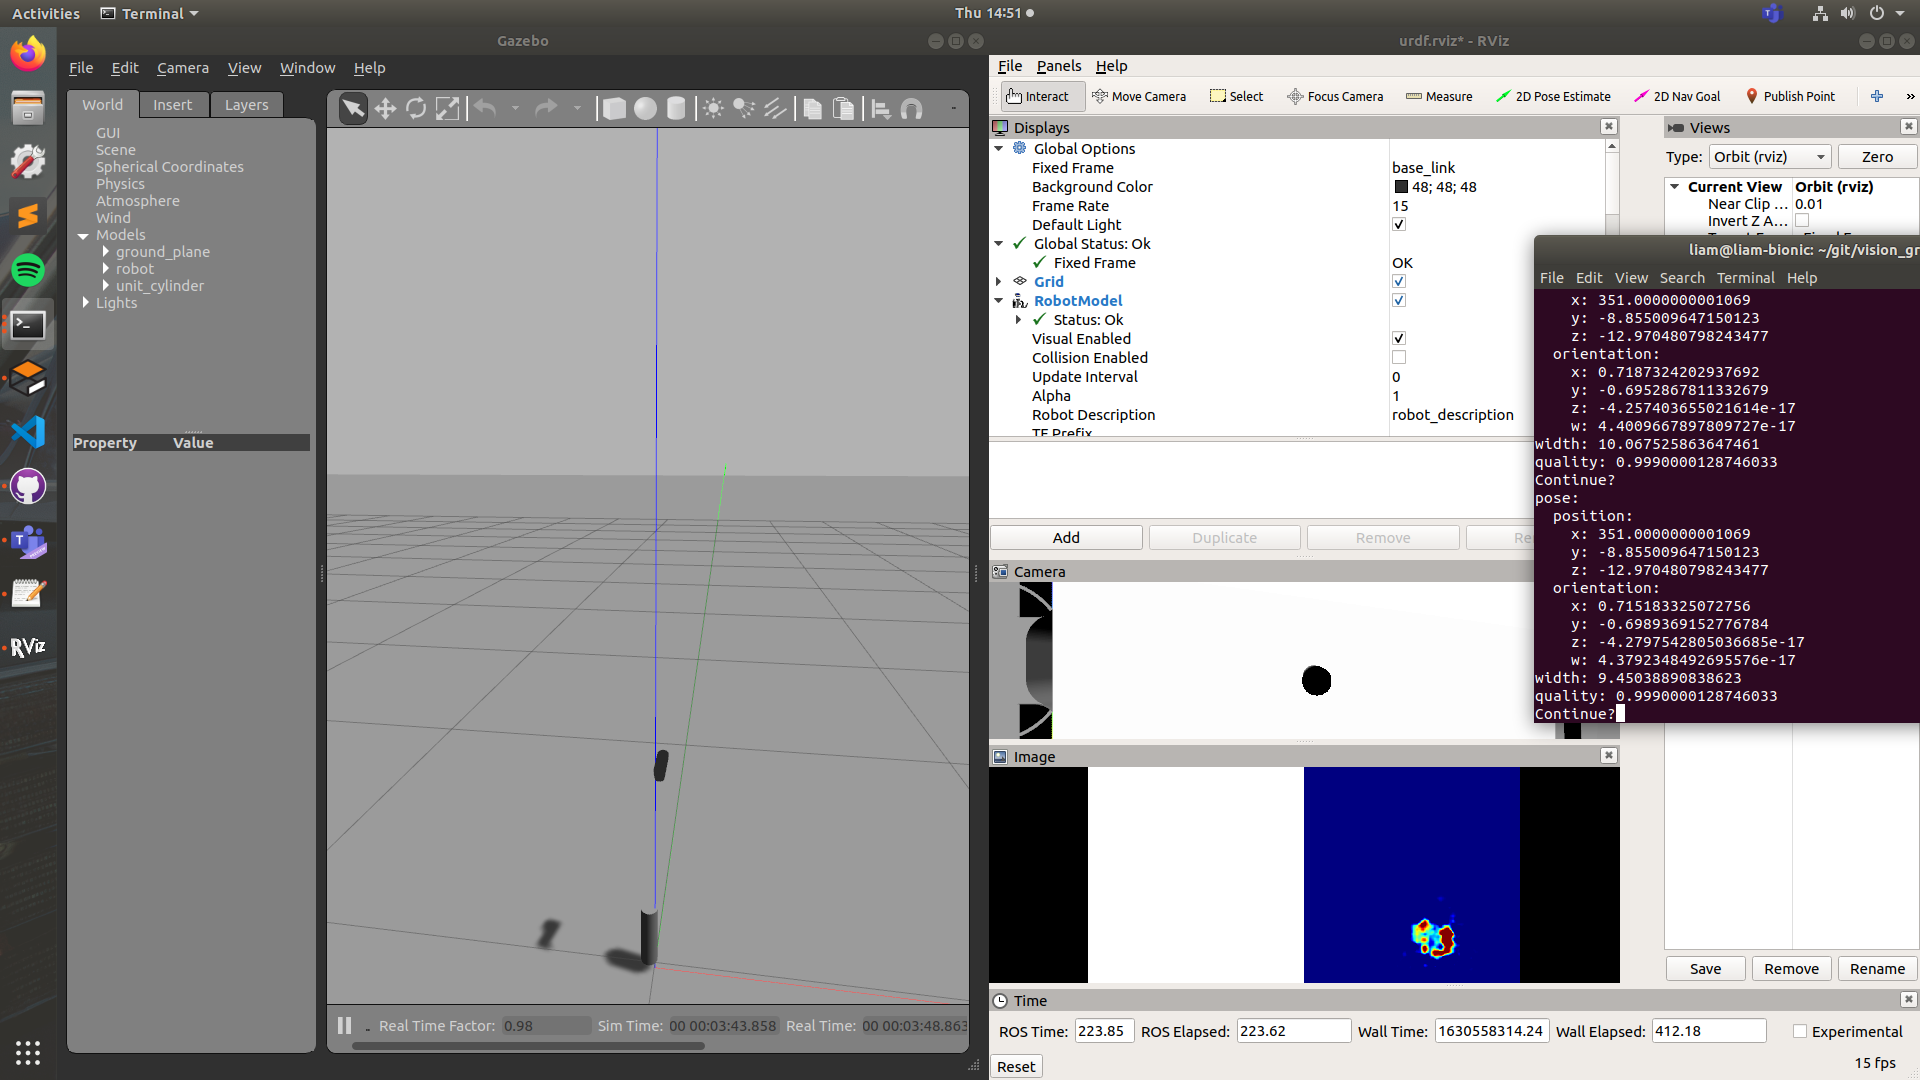 Activities
Terminal
Thu 14:51
Gazebo
File Edit Camera View Window Help
World Insert Layers
GUI
Scene
Spherical Coordinates
Physics
Atmosphere
Wind
Models
ground_plane
robot
unit_cylinder
Lights
Property Value
Real Time Factor: 0.98 Sim Time: 00 00:03:43.858 Real Time: 00 00:03:48.863
urdf.rviz* - RViz
File Panels Help
Interact Move Camera Select Focus Camera Measure 2D Pose Estimate 2D Nav Goal Publish Point
Displays
Global Options
Fixed Frame base_link
Background Color 48; 48; 48
Frame Rate 15
Default Light
Global Status: Ok
Fixed Frame OK
Grid
RobotModel
Status: Ok
Visual Enabled
Collision Enabled
Update Interval 0
Alpha 1
Robot Description robot_description
TF Prefix
Add Duplicate Remove Re
Camera
Image
Time
ROS Time: 223.85 ROS Elapsed: 223.62 Wall Time: 1630558314.24 Wall Elapsed: 412.18 Experimental
Reset
15 fps
Views
Type: Orbit (rviz) Zero
Current View Orbit (rviz)
Near Clip ... 0.01
Invert Z A...
Save Remove Rename
liam@liam-bionic: ~/git/vision_gr
File Edit View Search Terminal Help
x: 351.0000000001069
y: -8.855009647150123
z: -12.970480798243477
orientation:
x: 0.7187324202937692
y: -0.6952867811332679
z: -4.257403655021614e-17
w: 4.4009667897809727e-17
width: 10.067525863647461
quality: 0.9990000128746033
Continue?
pose:
position:
x: 351.0000000001069
y: -8.855009647150123
z: -12.970480798243477
orientation:
x: 0.715183325072756
y: -0.6989369152776784
z: -4.2797542805036685e-17
w: 4.3792348492695576e-17
width: 9.45038890838623
quality: 0.9990000128746033
Continue?
RViz